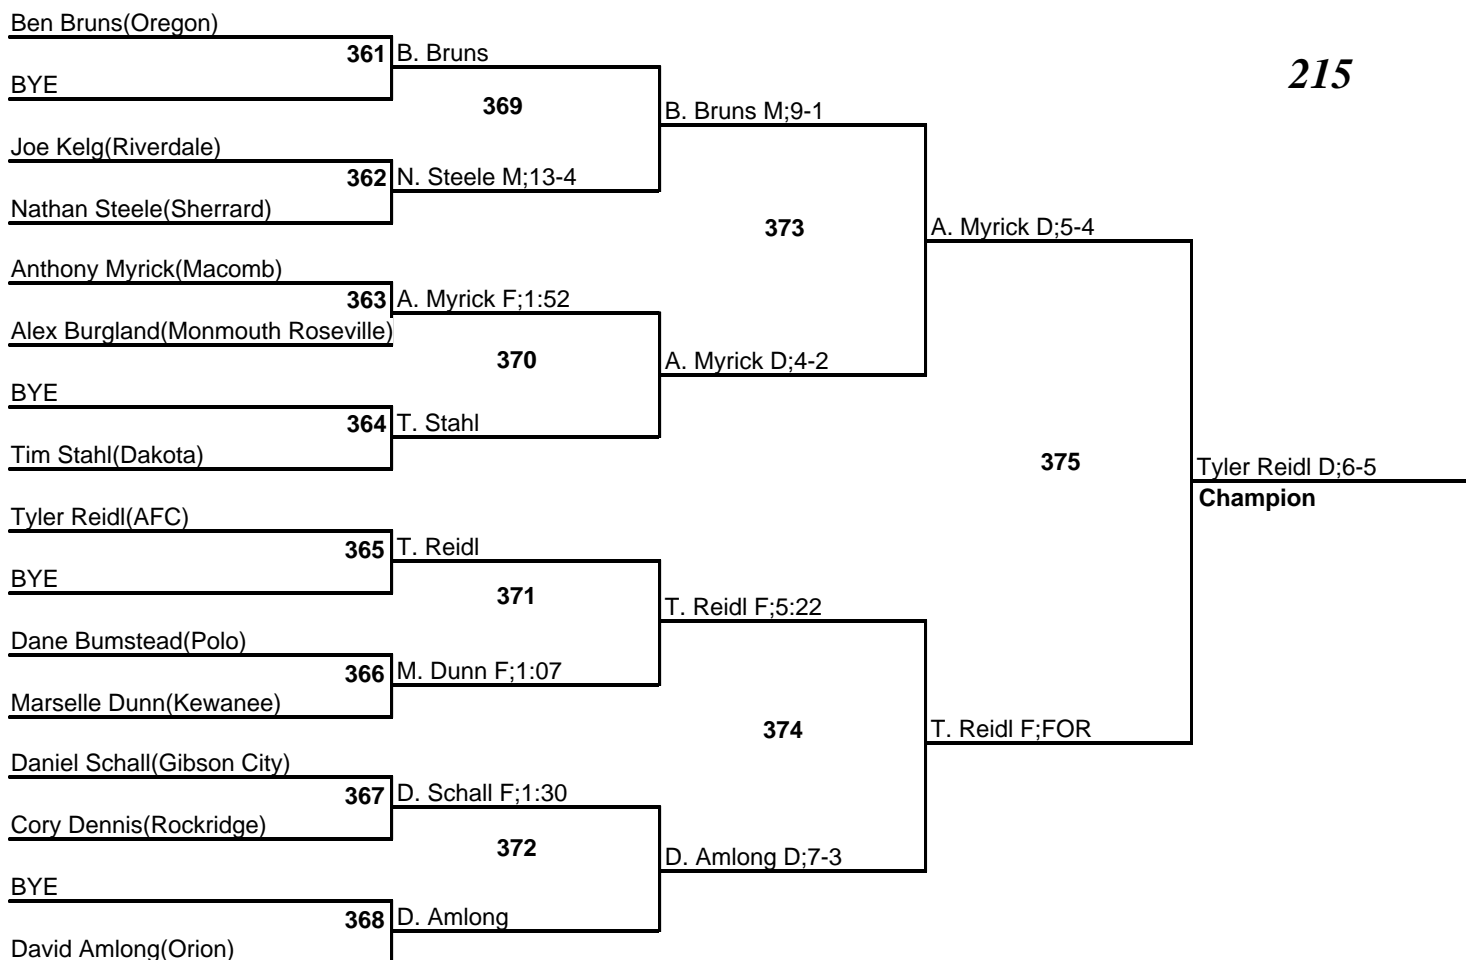 Ben Bruns(Oregon)
361 B. Bruns
215
BYE
369
B. Bruns M;9-1
Joe Kelg(Riverdale)
362 N. Steele M;13-4
Nathan Steele(Sherrard)
373
A. Myrick D;5-4
Anthony Myrick(Macomb)
363 A. Myrick F;1:52
Alex Burgland(Monmouth Roseville)
370
A. Myrick D;4-2
BYE
364 T. Stahl
Tim Stahl(Dakota)
375
Tyler Reidl D;6-5
Champion
Tyler Reidl(AFC)
365 T. Reidl
BYE
371
T. Reidl F;5:22
Dane Bumstead(Polo)
366 M. Dunn F;1:07
Marselle Dunn(Kewanee)
374
T. Reidl F;FOR
Daniel Schall(Gibson City)
367 D. Schall F;1:30
Cory Dennis(Rockridge)
372
D. Amlong D;7-3
BYE
368 D. Amlong
David Amlong(Orion)